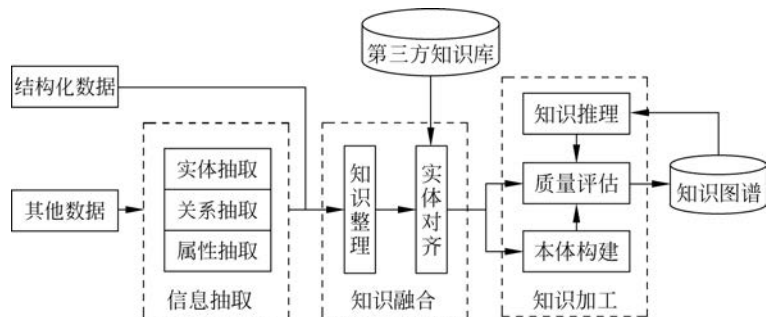 第三方知识库
结构化数据
其他数据
实体抽取
关系抽取
属性抽取
信息抽取
知识整理
实体对齐
知识融合
知识推理
质量评估
本体构建
知识加工
知识图谱